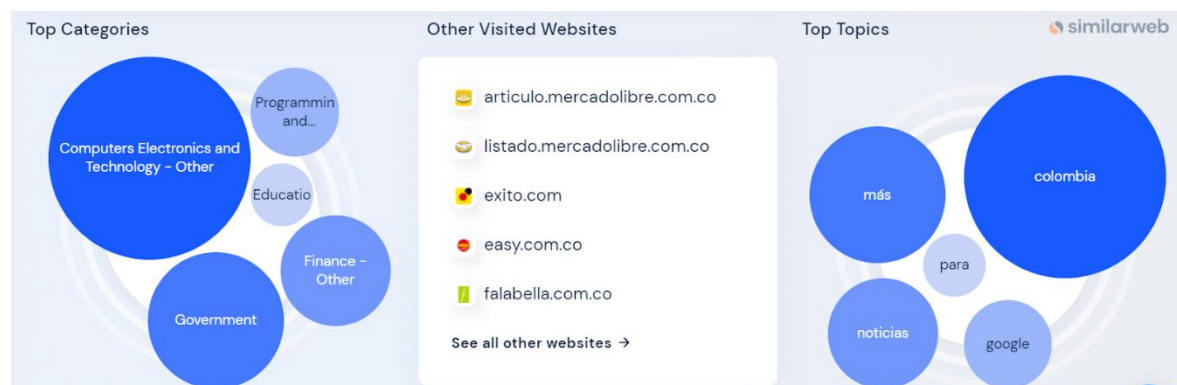 Top Categories
Programmin
and...
Computers Electronics and
Technology - Other
Educatio
Finance -
Other
Government
Other Visited Websites
articulo.mercadolibre.com.co
listado.mercadolibre.com.co
exito.com
easy.com.co
falabella.com.co
See all other websites →
Top Topics
similarweb
colombia
más
para
noticias
google